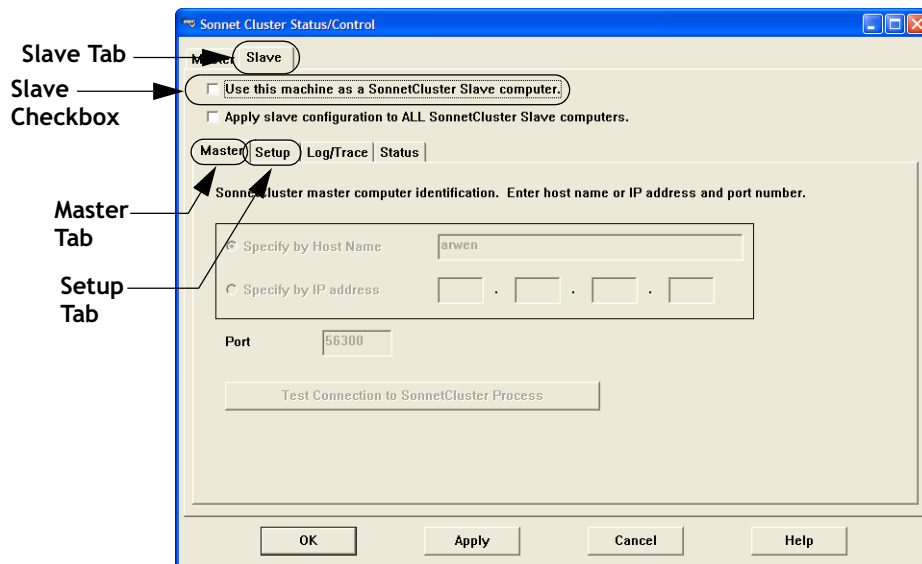 Sonnet Cluster Status/Control
Slave Tab
Master Slave
Slave
Checkbox
Use this machine as a SonnetCluster Slave computer.
Apply slave configuration to ALL SonnetCluster Slave computers.
Master Setup Log/Trace Status
SonnetCluster master computer identification. Enter host name or IP address and port number.
Master
Tab
Specify by Host Name arwen
Setup
Tab
Specify by IP address . . .
Port 56300
Test Connection to SonnetCluster Process
OK Apply Cancel Help